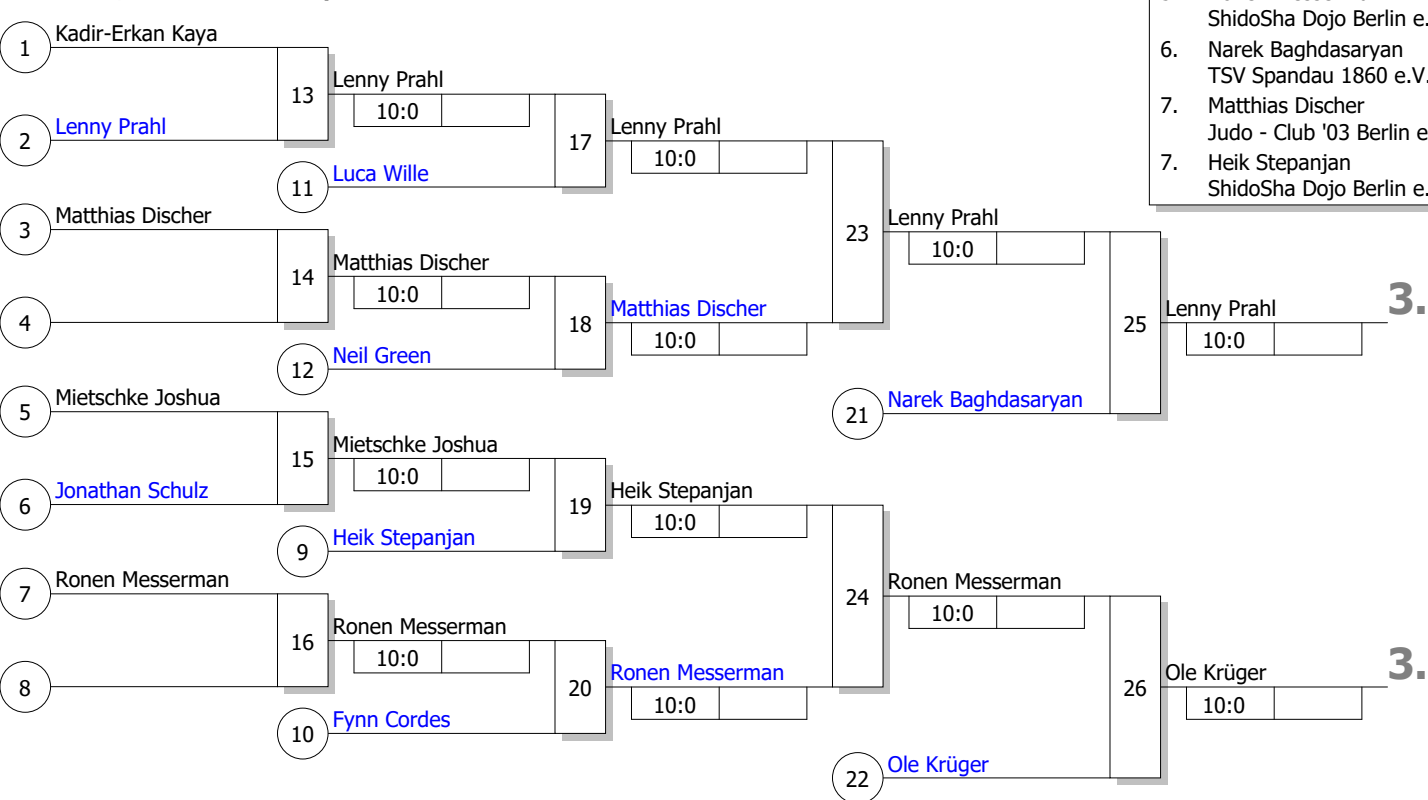 ShidoSha Dojo Berlin e.
6. Narek Baghdasaryan
TSV Spandau 1860 e.V.
7. Matthias Discher
Judo - Club '03 Berlin e
7. Heik Stepanjan
ShidoSha Dojo Berlin e.
1 Kadir-Erkan Kaya
2 Lenny Prahl
3 Matthias Discher
4
5 Mietschke Joshua
6 Jonathan Schulz
7 Ronen Messerman
8
13 Lenny Prahl
10:0
11 Luca Wille
14 Matthias Discher
10:0
12 Neil Green
15 Mietschke Joshua
10:0
9 Heik Stepanjan
16 Ronen Messerman
10:0
10 Fynn Cordes
17 Lenny Prahl
10:0
18 Matthias Discher
10:0
19 Heik Stepanjan
10:0
20 Ronen Messerman
10:0
23 Lenny Prahl
10:0
21 Narek Baghdasaryan
24 Ronen Messerman
10:0
22 Ole Krüger
25 Lenny Prahl
10:0
3.
26 Ole Krüger
10:0
3.